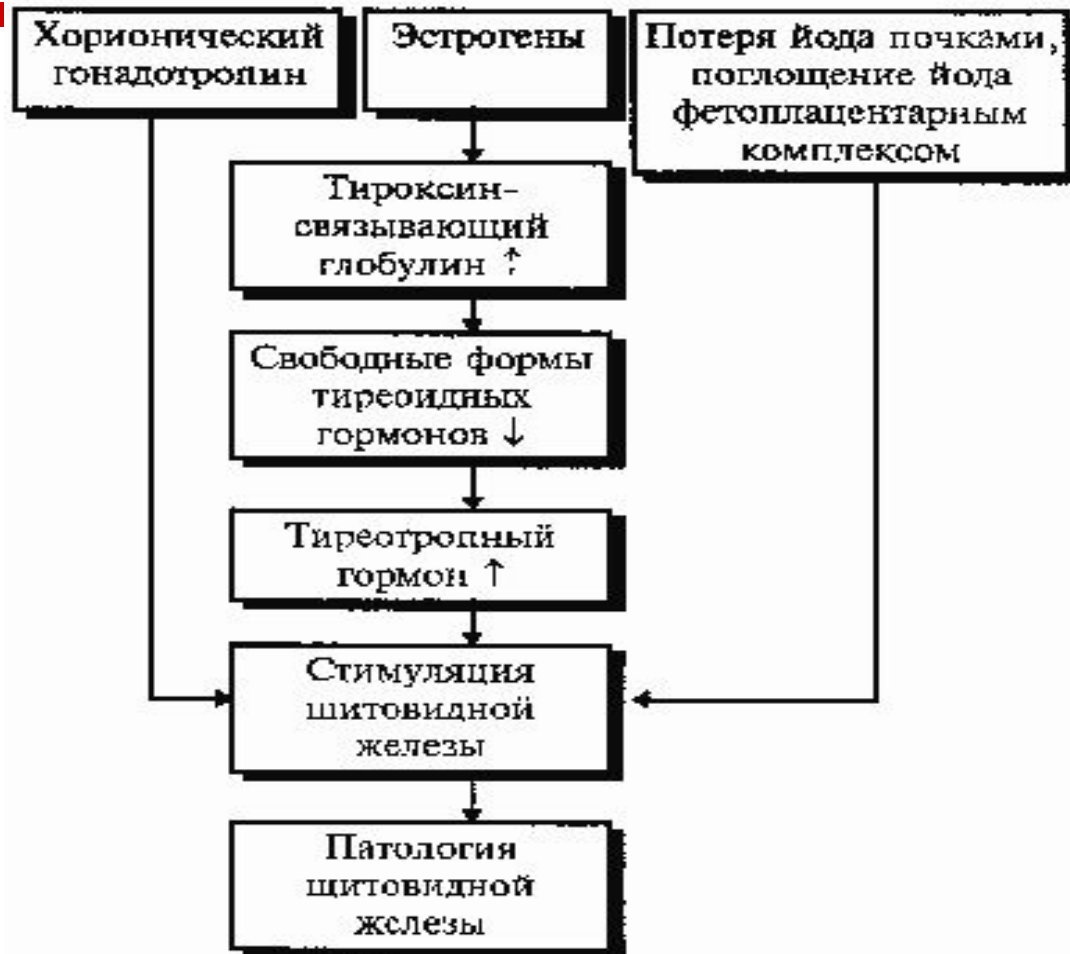 Хорионический
гонадотропин
Эстрогены
Потеря йода почками,
поглощение йода
фетоплацентарным
комплексом
Тироксин-
связывающий
глобулин ↑
Свободные формы
тиреоидных
гормонов ↓
Тиреотропный
гормон ↑
Стимуляция
щитовидной
железы
Патология
щитовидной
железы